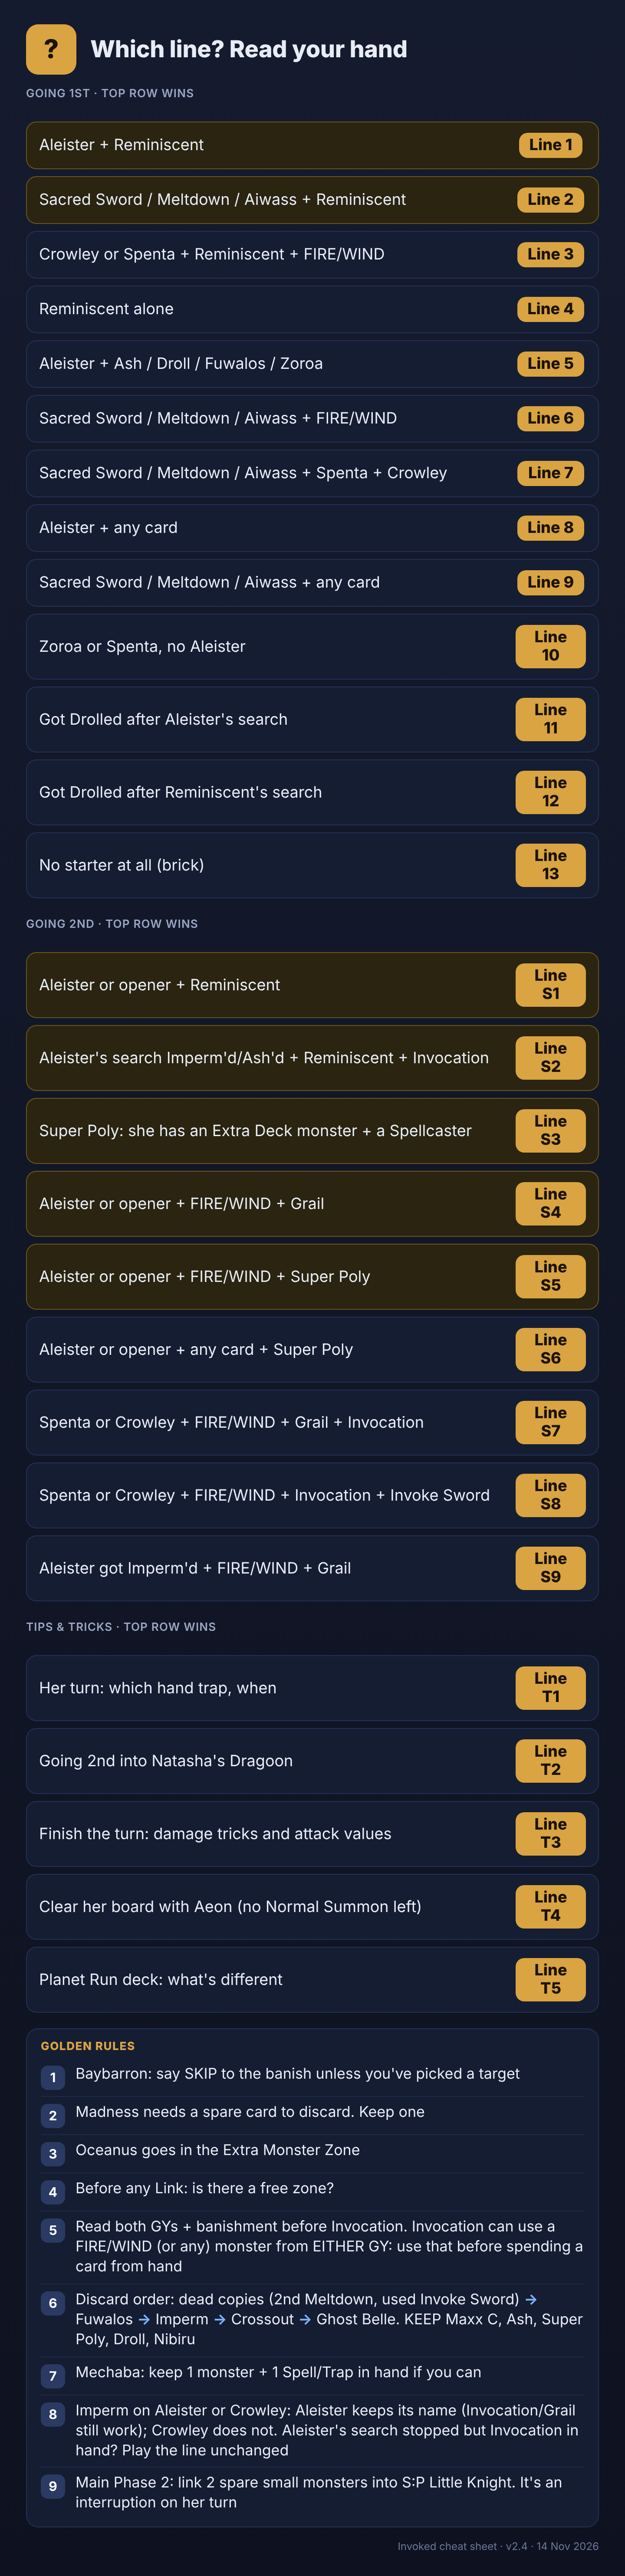 ?
Which line? Read your hand
GOING 1ST · TOP ROW WINS
Aleister + Reminiscent
Line 1
Sacred Sword / Meltdown / Aiwass + Reminiscent
Line 2
Crowley or Spenta + Reminiscent + FIRE/WIND
Line 3
Reminiscent alone
Line 4
Aleister + Ash / Droll / Fuwalos / Zoroa
Line 5
Sacred Sword / Meltdown / Aiwass + FIRE/WIND
Line 6
Sacred Sword / Meltdown / Aiwass + Spenta + Crowley
Line 7
Aleister + any card
Line 8
Sacred Sword / Meltdown / Aiwass + any card
Line 9
Zoroa or Spenta, no Aleister
Line
10
Got Drolled after Aleister's search
Line
11
Got Drolled after Reminiscent's search
Line
12
No starter at all (brick)
Line
13
GOING 2ND · TOP ROW WINS
Aleister or opener + Reminiscent
Line
S1
Aleister's search Imperm'd/Ash'd + Reminiscent + Invocation
Line
S2
Super Poly: she has an Extra Deck monster + a Spellcaster
Line
S3
Aleister or opener + FIRE/WIND + Grail
Line
S4
Aleister or opener + FIRE/WIND + Super Poly
Line
S5
Aleister or opener + any card + Super Poly
Line
S6
Spenta or Crowley + FIRE/WIND + Grail + Invocation
Line
S7
Spenta or Crowley + FIRE/WIND + Invocation + Invoke Sword
Line
S8
Aleister got Imperm'd + FIRE/WIND + Grail
Line
S9
TIPS & TRICKS · TOP ROW WINS
Her turn: which hand trap, when
Line
T1
Going 2nd into Natasha's Dragoon
Line
T2
Finish the turn: damage tricks and attack values
Line
T3
Clear her board with Aeon (no Normal Summon left)
Line
T4
Planet Run deck: what's different
Line
T5
GOLDEN RULES
1 Baybarron: say SKIP to the banish unless you've picked a target
2 Madness needs a spare card to discard. Keep one
3 Oceanus goes in the Extra Monster Zone
4 Before any Link: is there a free zone?
5 Read both GYs + banishment before Invocation. Invocation can use a
FIRE/WIND (or any) monster from EITHER GY: use that before spending a
card from hand
6 Discard order: dead copies (2nd Meltdown, used Invoke Sword) →
Fuwalos → Imperm → Crossout → Ghost Belle. KEEP Maxx C, Ash, Super
Poly, Droll, Nibiru
7 Mechaba: keep 1 monster + 1 Spell/Trap in hand if you can
8 Imperm on Aleister or Crowley: Aleister keeps its name (Invocation/Grail
still work); Crowley does not. Aleister's search stopped but Invocation in
hand? Play the line unchanged
9 Main Phase 2: link 2 spare small monsters into S:P Little Knight. It's an
interruption on her turn
Invoked cheat sheet · v2.4 · 14 Nov 2026